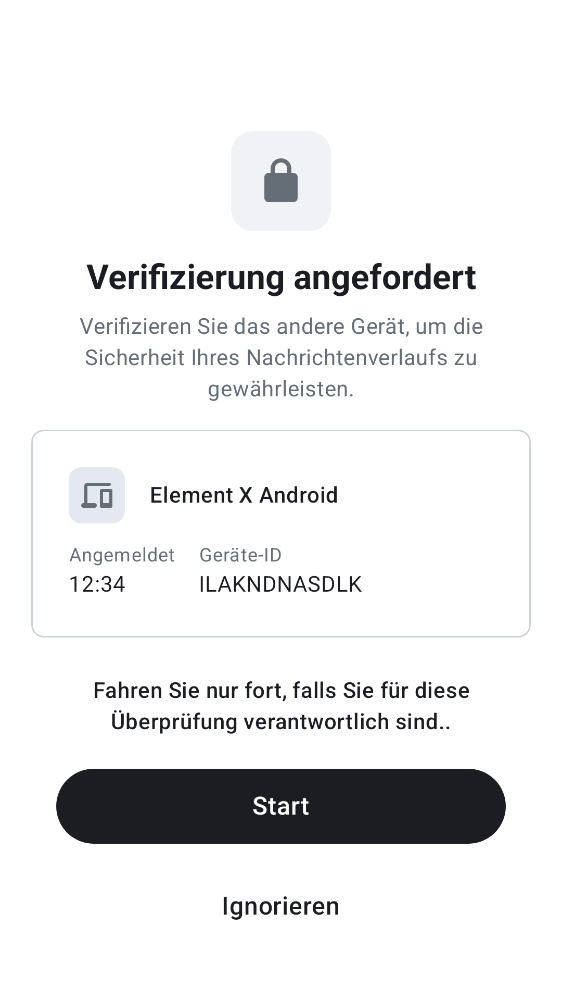 Verifizierung angefordert
Verifizieren Sie das andere Gerät, um die
Sicherheit Ihres Nachrichtenverlaufs zu
gewährleisten.
Element X Android
Angemeldet Geräte-ID
12:34 ILAKNDNASDLK
Fahren Sie nur fort, falls Sie für diese
Überprüfung verantwortlich sind..
Start
Ignorieren